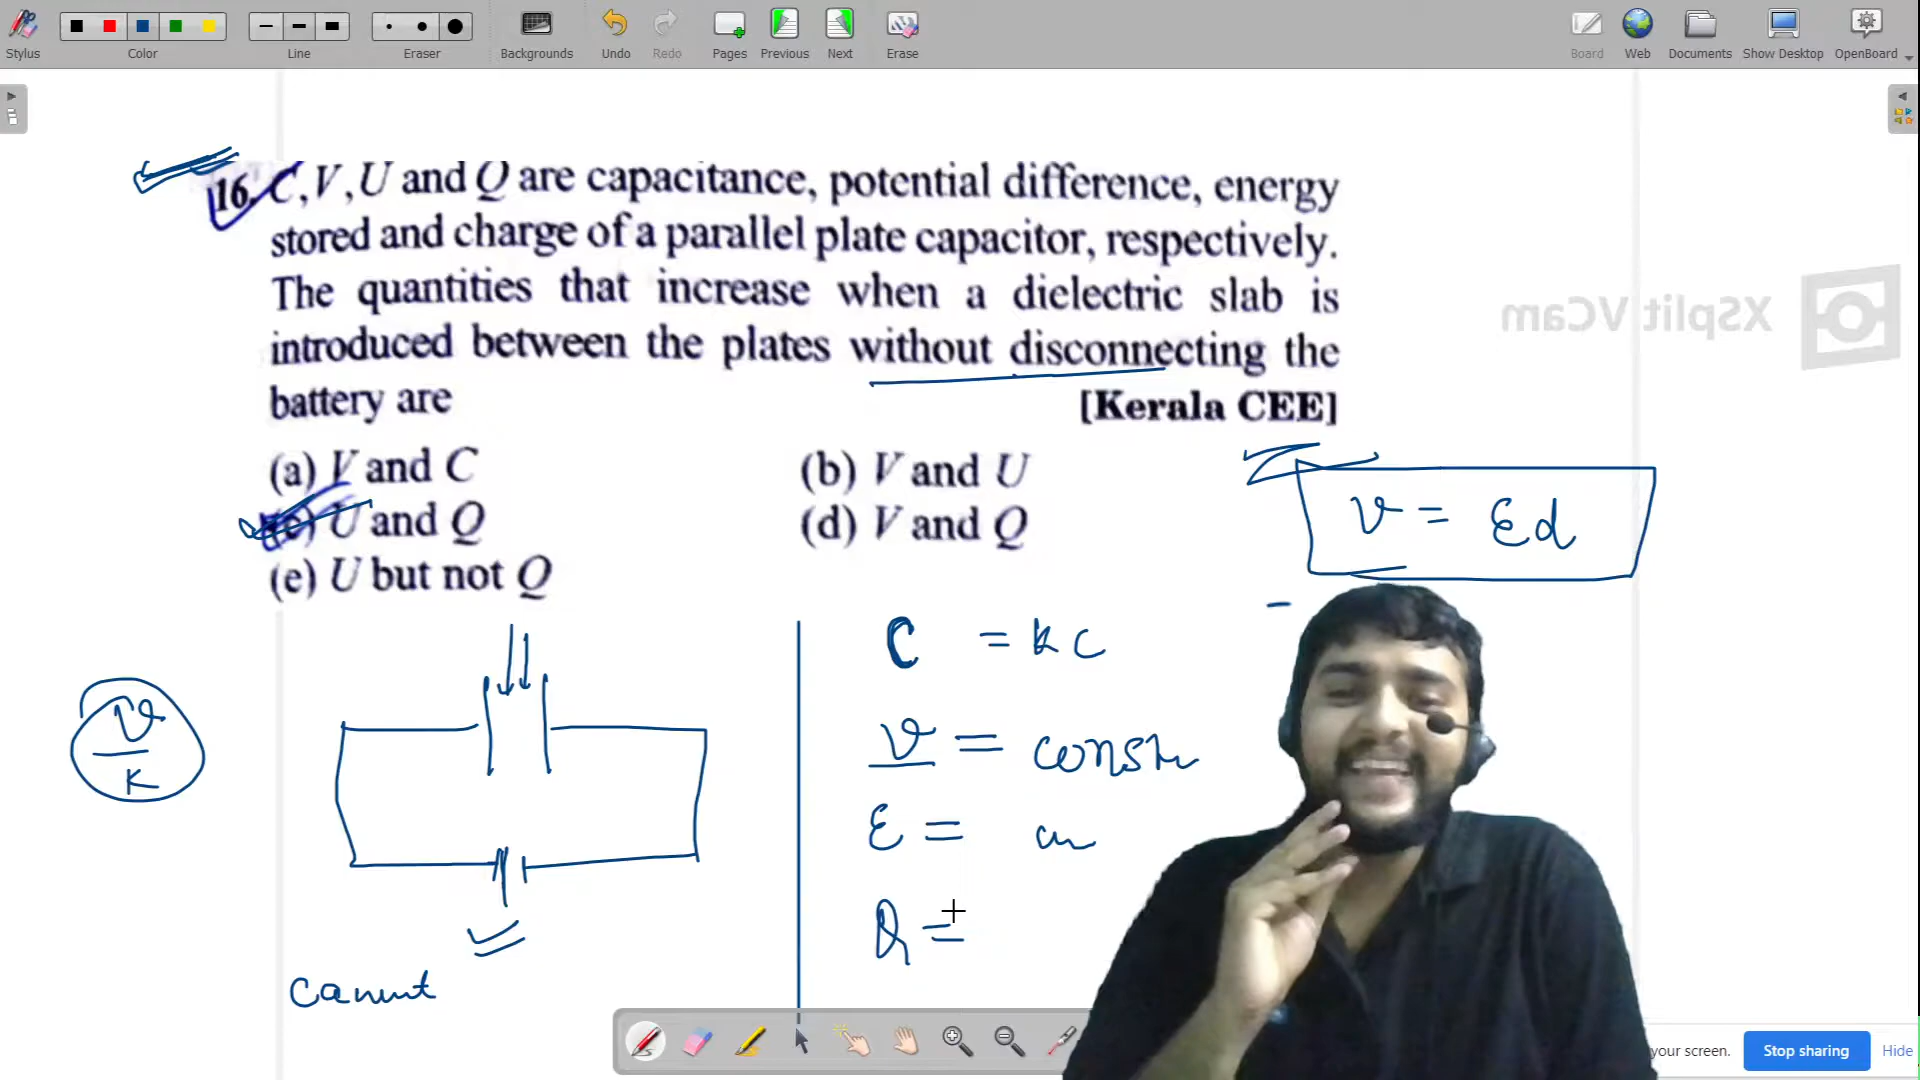 Stylus Color Line Eraser Backgrounds Undo Redo Pages Previous Next Erase Board Web Documents Show Desktop OpenBoard
16. C, V, U and Q are capacitance, potential difference, energy
stored and charge of a parallel plate capacitor, respectively.
The quantities that increase when a dielectric slab is
introduced between the plates without disconnecting the
battery are [Kerala CEE]
XSplit VCam
(a) V and C (b) V and U
(c) U and Q (d) V and Q
(e) U but not Q
V = Ed
C = kC
V = const
E =
Q =
V
K
your screen. Stop sharing Hide